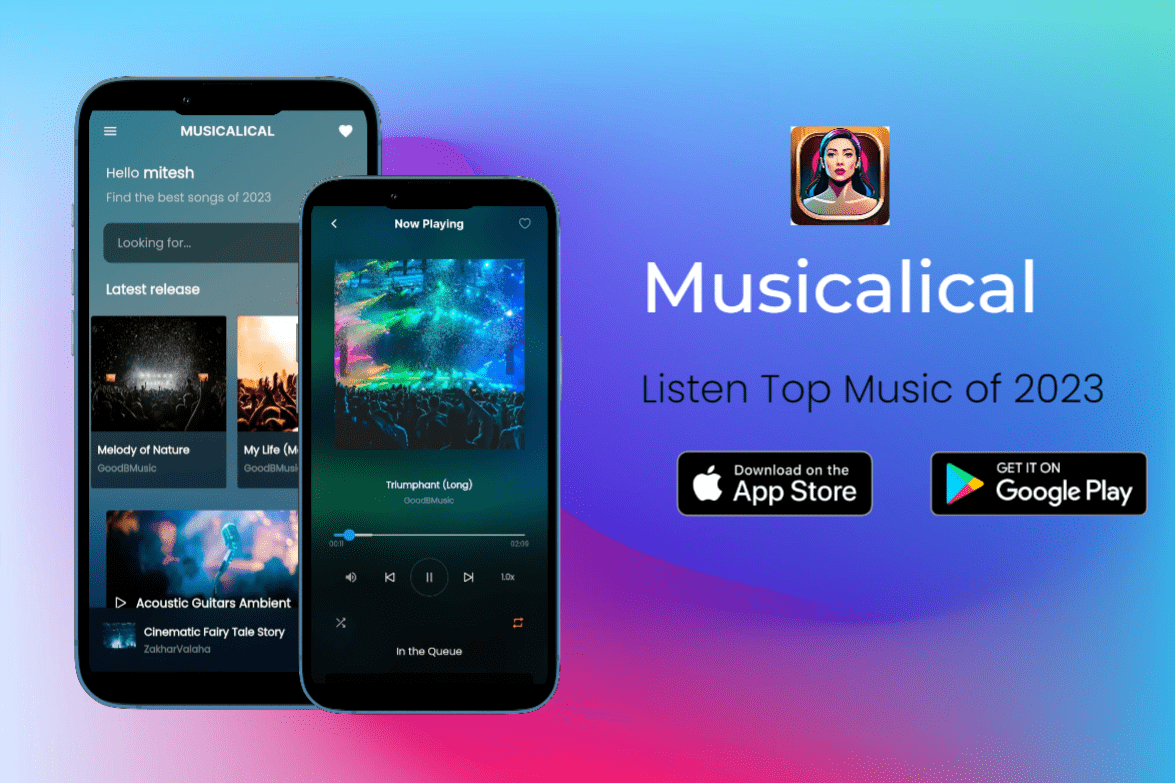 MUSICALICAL
Hello mitesh
Find the best songs of 2023
Looking for...
Latest release
Melody of Nature
GoodBMusic
My Life (M
GoodBMusi
Acoustic Guitars Ambient
Cinematic Fairy Tale Story
ZakharValaha
Now Playing
Triumphant (Long)
GoodBMusic
00:11
02:09
1.0x
In the Queue
Musicalical
Listen Top Music of 2023
Download on the
App Store
GET IT ON
Google Play